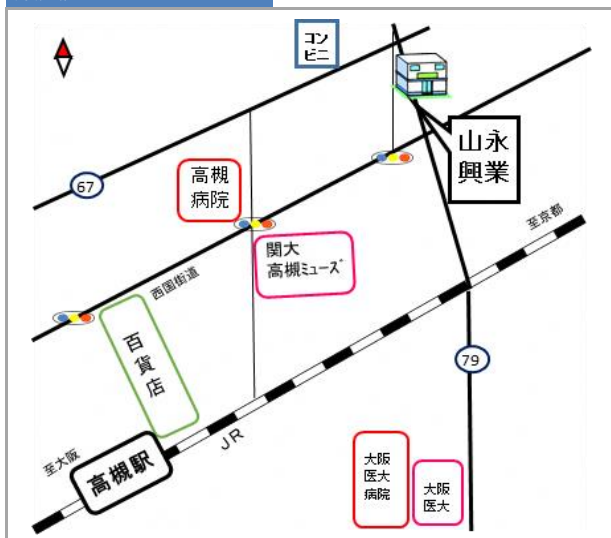 コン
ビニ
山永
興業
67
高槻
病院
至京都
関大
高槻ミューズ
西国街道
百貨店
79
JR
至大阪
高槻駅
大阪
医大
病院
大阪
医大